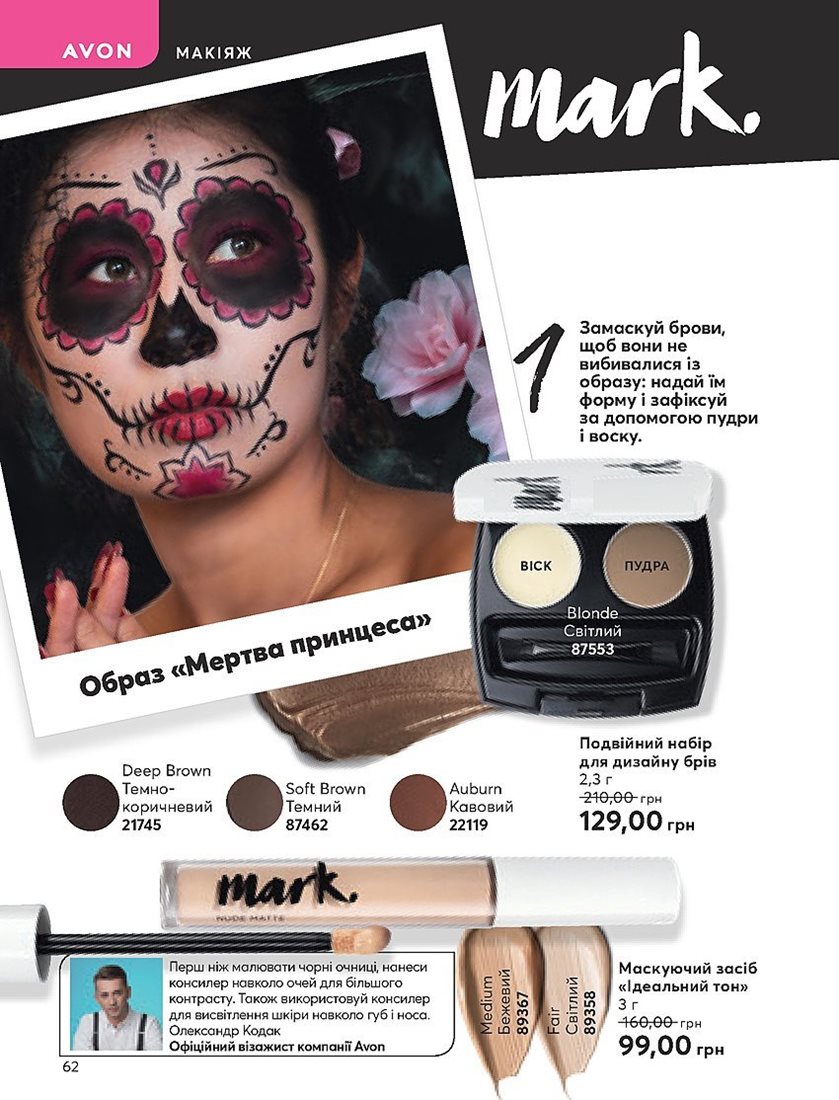 AVON
МАКІЯЖ
mark.
1
Замаскуй брови,
щоб вони не
вибивалися із
образу: надай їм
форму і зафіксуй
за допомогою пудри
і воску.
ВІСК
ПУДРА
Blonde
Світлий
87553
Образ «Мертва принцеса»
Deep Brown
Темно-
коричневий
21745
Soft Brown
Темний
87462
Auburn
Кавовий
22119
Подвійний набір
для дизайну брів
2,3 г
210,00 грн
129,00 грн
mark.
NUDE MATTE
Перш ніж малювати чорні очниці, нанеси
консилер навколо очей для більшого
контрасту. Також використовуй консилер
для висвітлення шкіри навколо губ і носа.
Олександр Кодак
Офіційний візажист компанії Avon
Medium
Бежевий
89367
Fair
Світлий
89358
Маскуючий засіб
«Ідеальний тон»
3 г
160,00 грн
99,00 грн
62